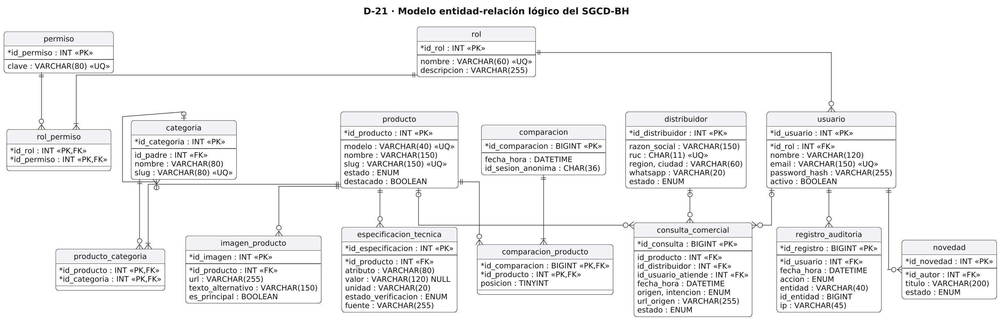 D-21 · Modelo entidad-relación lógico del SGCD-BH
permiso
*id_permiso : INT «PK»
clave : VARCHAR(80) «UQ»
rol
*id_rol : INT «PK»
nombre : VARCHAR(60) «UQ»
descripcion : VARCHAR(255)
rol_permiso
*id_rol : INT «PK,FK»
*id_permiso : INT «PK,FK»
categoria
*id_categoria : INT «PK»
id_padre : INT «FK»
nombre : VARCHAR(80)
slug : VARCHAR(80) «UQ»
producto
*id_producto : INT «PK»
modelo : VARCHAR(40) «UQ»
nombre : VARCHAR(150)
slug : VARCHAR(150) «UQ»
estado : ENUM
destacado : BOOLEAN
comparacion
*id_comparacion : BIGINT «PK»
fecha_hora : DATETIME
id_sesion_anonima : CHAR(36)
distribuidor
*id_distribuidor : INT «PK»
razon_social : VARCHAR(150)
ruc : CHAR(11) «UQ»
region, ciudad : VARCHAR(60)
whatsapp : VARCHAR(20)
estado : ENUM
usuario
*id_usuario : INT «PK»
*id_rol : INT «FK»
nombre : VARCHAR(120)
email : VARCHAR(150) «UQ»
password_hash : VARCHAR(255)
activo : BOOLEAN
producto_categoria
*id_producto : INT «PK,FK»
*id_categoria : INT «PK,FK»
imagen_producto
*id_imagen : INT «PK»
*id_producto : INT «FK»
url : VARCHAR(255)
texto_alternativo : VARCHAR(150)
es_principal : BOOLEAN
especificacion_tecnica
*id_especificacion : INT «PK»
*id_producto : INT «FK»
atributo : VARCHAR(80)
valor : VARCHAR(120) NULL
unidad : VARCHAR(20)
estado_verificacion : ENUM
fuente : VARCHAR(255)
comparacion_producto
*id_comparacion : BIGINT «PK,FK»
*id_producto : INT «PK,FK»
posicion : TINYINT
consulta_comercial
*id_consulta : BIGINT «PK»
id_producto : INT «FK»
id_distribuidor : INT «FK»
id_usuario_atiende : INT «FK»
fecha_hora : DATETIME
origen, intencion : ENUM
url_origen : VARCHAR(255)
estado : ENUM
registro_auditoria
*id_registro : BIGINT «PK»
*id_usuario : INT «FK»
fecha_hora : DATETIME
accion : ENUM
entidad : VARCHAR(40)
id_entidad : BIGINT
ip : VARCHAR(45)
novedad
*id_novedad : INT «PK»
*id_autor : INT «FK»
titulo : VARCHAR(200)
estado : ENUM